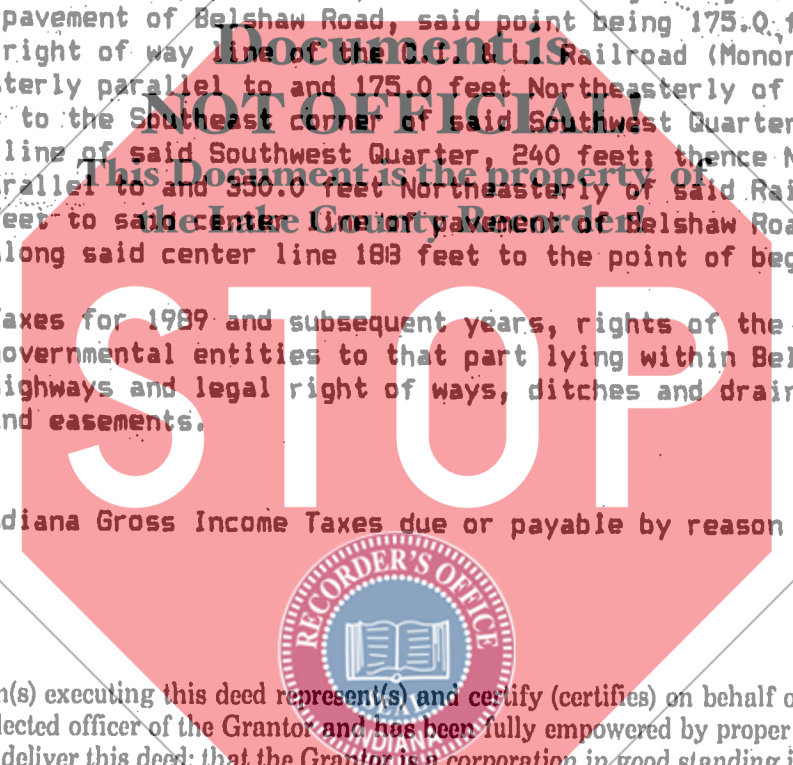 pavement of Belshaw Road, said point being 175.0 f
right of way line of the C.I. & L. Railroad (Monon
terly parallel to and 175.0 feet Northeasterly of
to the Southeast corner of said Southwest Quarter
line of said Southwest Quarter, 240 feet; thence N
rallel to and 350.0 feet Northeasterly of said Rai
eet to said center line of pavement of Belshaw Roa
long said center line 183 feet to the point of beg
Document is
NOT OFFICIAL!
This Document is the property of
the Lake County Recorder!
STOP
axes for 1989 and subsequent years, rights of the
overnmental entities to that part lying within Bel
ighways and legal right of ways, ditches and drain
nd easements.
diana Gross Income Taxes due or payable by reason
RECORDER'S OFFICE
INDIANA
n(s) executing this deed represent(s) and certify (certifies) on behalf o
lected officer of the Grantor and has been fully empowered by proper
deliver this deed; that the Grantor is a corporation in good standing i